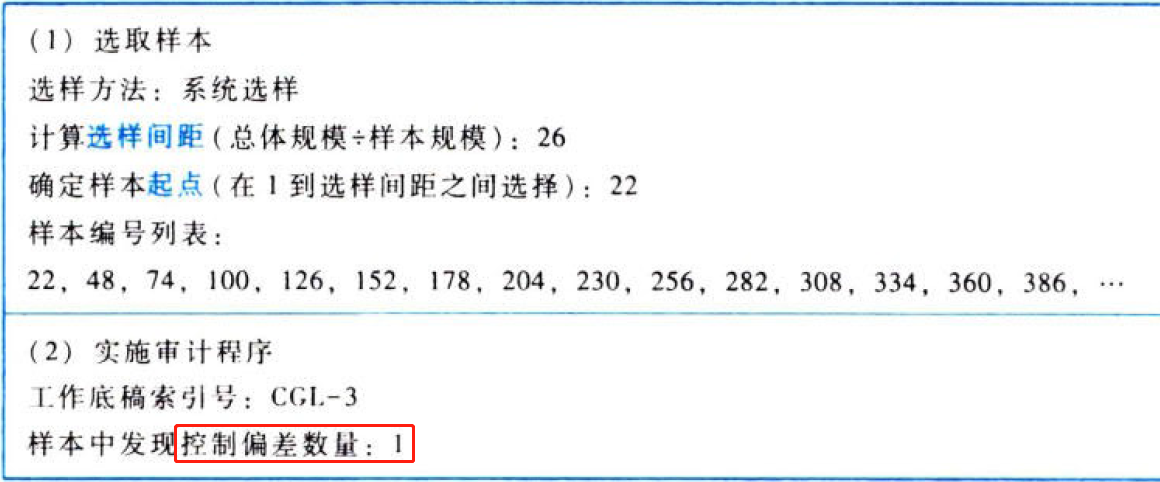 (1) 选取样本
选样方法：系统选样
计算选样间距(总体规模÷样本规模)：26
确定样本起点(在1到选样间距之间选择)：22
样本编号列表：
22，48，74，100，126，152，178，204，230，256，282，308，334，360，386，…
(2) 实施审计程序
工作底稿索引号：CGL-3
样本中发现控制偏差数量：1